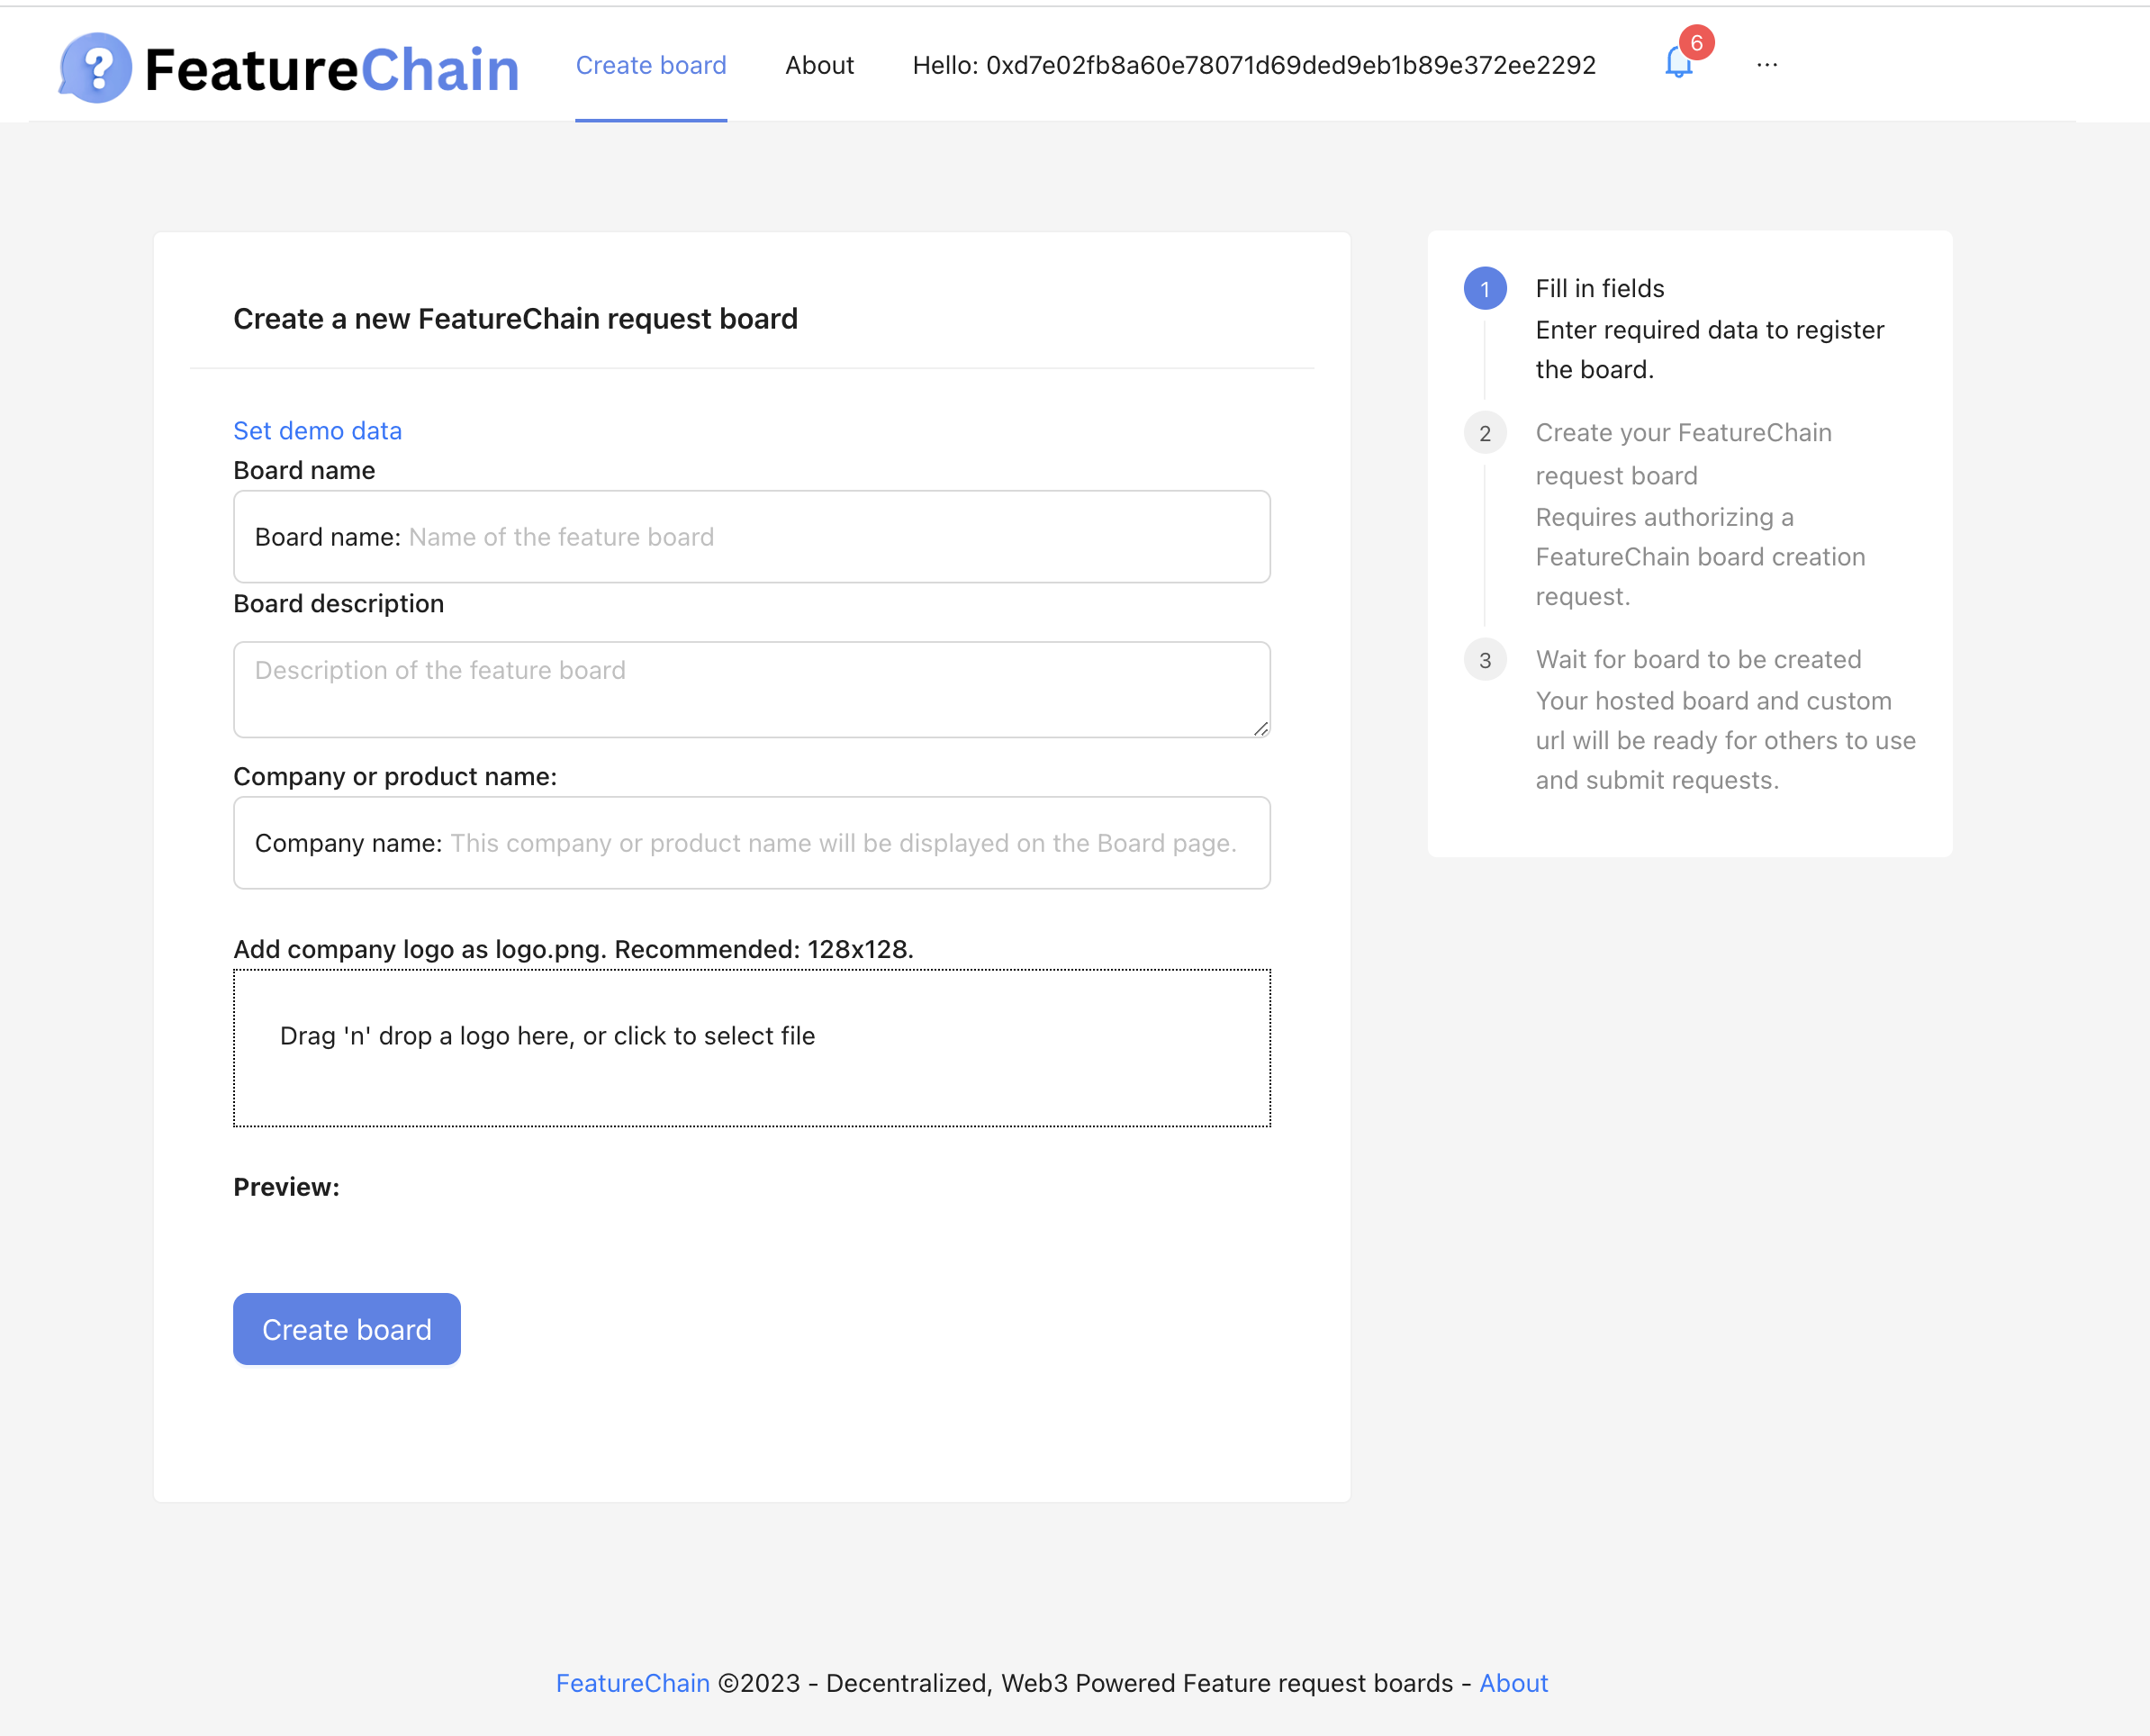 ? FeatureChain
Create board
About
Hello: 0xd7e02fb8a60e78071d69ded9eb1b89e372ee2292
6
...
Create a new FeatureChain request board
Set demo data
Board name
Board name: Name of the feature board
Board description
Description of the feature board
Company or product name:
Company name: This company or product name will be displayed on the Board page.
Add company logo as logo.png. Recommended: 128x128.
Drag 'n' drop a logo here, or click to select file
Preview:
Create board
1
Fill in fields
Enter required data to register
the board.
2
Create your FeatureChain
request board
Requires authorizing a
FeatureChain board creation
request.
3
Wait for board to be created
Your hosted board and custom
url will be ready for others to use
and submit requests.
FeatureChain ©2023 - Decentralized, Web3 Powered Feature request boards - About